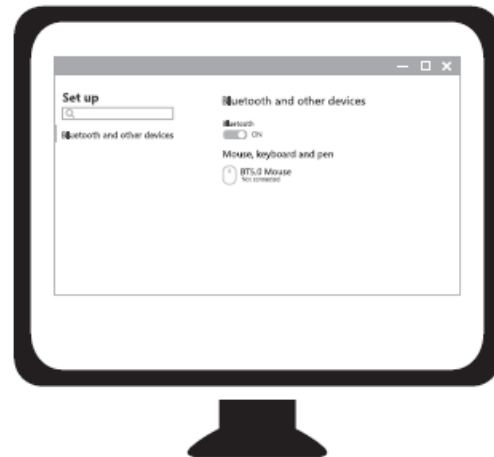 Set up
Bluetooth and other devices
Bluetooth and other devices
Bluetooth
ON
Mouse, keyboard and pen
BT5.0 Mouse
Not connected